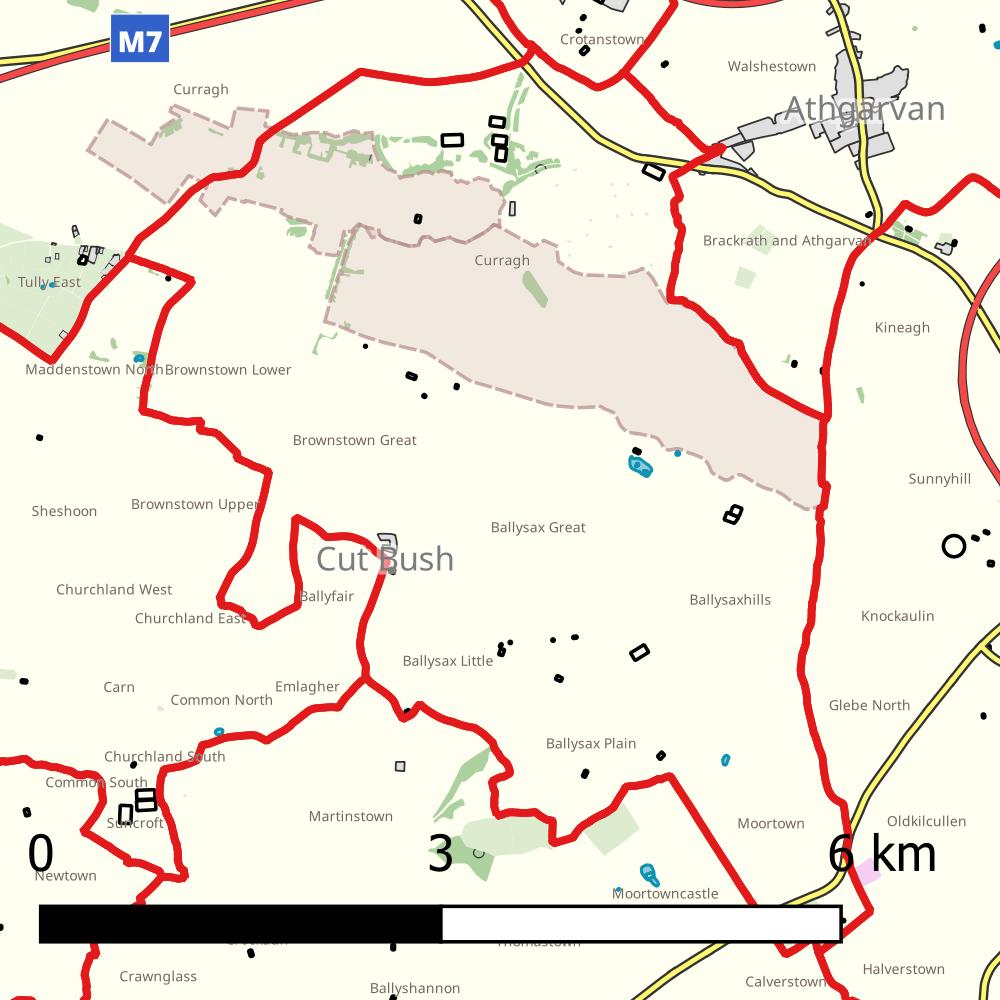 Crotanstown
M7
Walshestown
Curragh
Athgarvan
Brackrath and Athgarvan
Curragh
Tully East
Kineagh
Maddenstown North
Brownstown Lower
Brownstown Great
Sunnyhill
Brownstown Upper
Sheshoon
Ballysax Great
Cut Bush
Churchland West
Ballyfair
Ballysaxhills
Churchland East
Knockaulin
Ballysax Little
Carn
Emlagher
Common North
Glebe North
Ballysax Plain
Churchland South
Common South
Martinstown
Suncroft
Moortown
Oldkilcullen
0
3
6 km
Newtown
Moortowncastle
Thomastown
Halverstown
Crawnglass
Calverstown
Ballyshannon